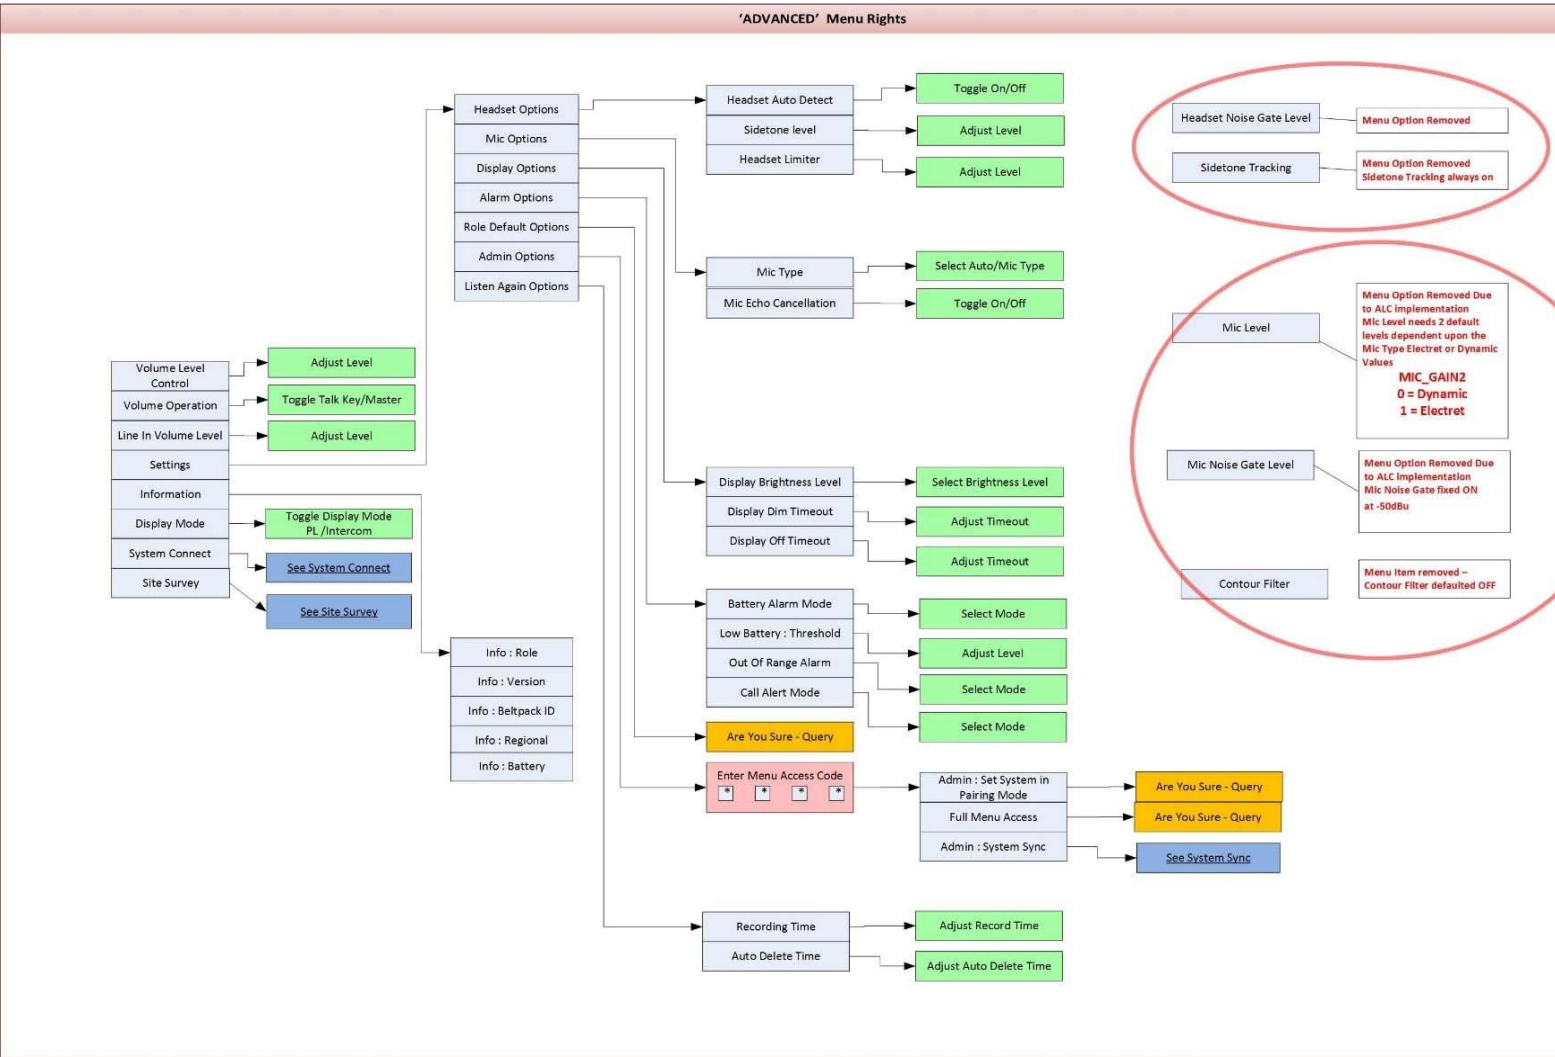 ‘ADVANCED’ Menu Rights
Volume Level
Control
Volume Operation
Line In Volume Level
Settings
Information
Display Mode
System Connect
Site Survey
Adjust Level
Toggle Talk Key/Master
Adjust Level
Toggle Display Mode
PL /Intercom
See System Connect
See Site Survey
Headset Options
Mic Options
Display Options
Alarm Options
Role Default Options
Admin Options
Listen Again Options
Info : Role
Info : Version
Info : Beltpack ID
Info : Regional
Info : Battery
Headset Auto Detect
Sidetone level
Headset Limiter
Toggle On/Off
Adjust Level
Adjust Level
Mic Type
Mic Echo Cancellation
Select Auto/Mic Type
Toggle On/Off
Display Brightness Level
Display Dim Timeout
Display Off Timeout
Select Brightness Level
Adjust Timeout
Adjust Timeout
Battery Alarm Mode
Low Battery : Threshold
Out Of Range Alarm
Call Alert Mode
Select Mode
Adjust Level
Select Mode
Select Mode
Are You Sure - Query
Enter Menu Access Code
* * * *
Admin : Set System in
Pairing Mode
Full Menu Access
Admin : System Sync
Are You Sure - Query
Are You Sure - Query
See System Sync
Recording Time
Auto Delete Time
Adjust Record Time
Adjust Auto Delete Time
Headset Noise Gate Level
Menu Option Removed
Sidetone Tracking
Menu Option Removed
Sidetone Tracking always on
Mic Level
Menu Option Removed Due
to ALC implementation
Mic Level needs 2 default
levels dependent upon the
Mic Type Electret or Dynamic
Values
MIC_GAIN2
0 = Dynamic
1 = Electret
Mic Noise Gate Level
Menu Option Removed Due
to ALC implementation
Mic Noise Gate fixed ON
at -50dBu
Contour Filter
Menu Item removed –
Contour Filter defaulted OFF